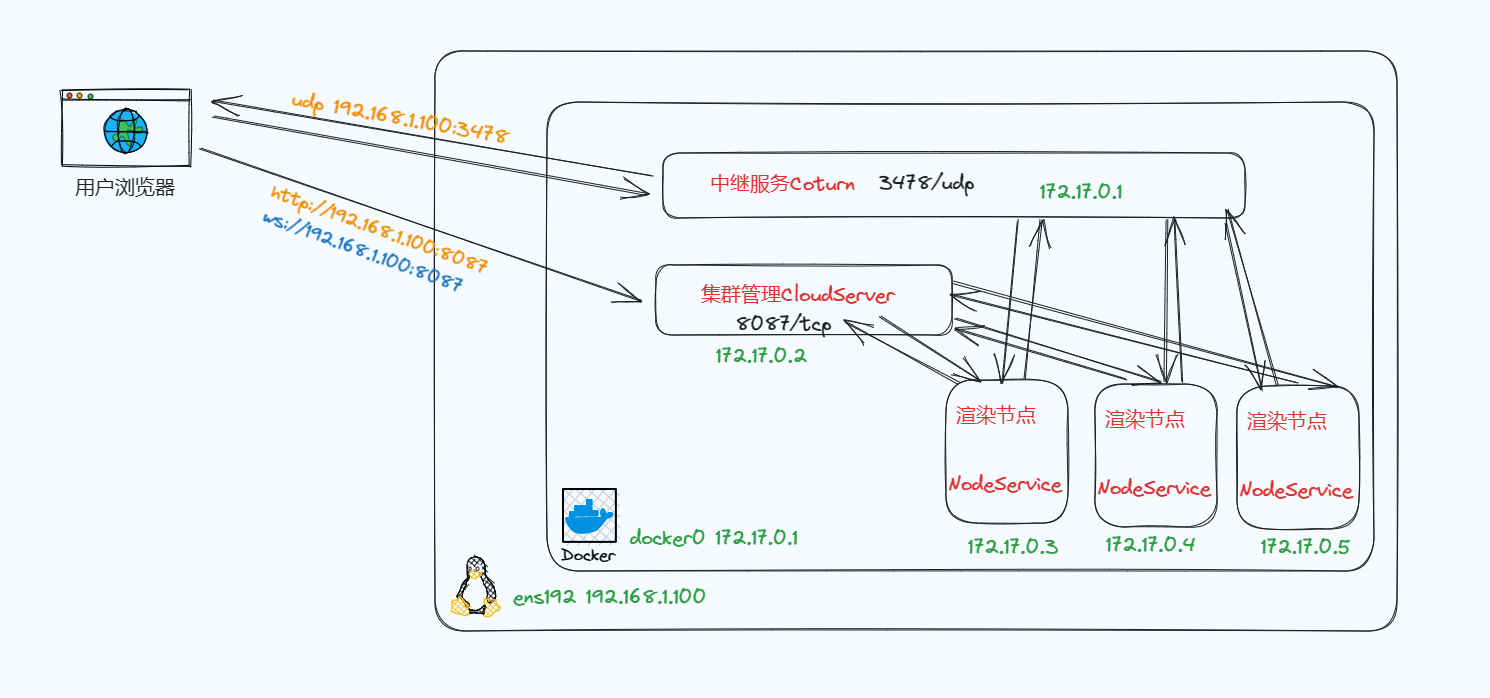 udp 192.168.1.100:3478
用户浏览器
http://192.168.1.100:8087
ws://192.168.1.100:8087
中继服务Coturn 3478/udp 172.17.0.1
集群管理CloudServer
8087/tcp
172.17.0.2
渲染节点
NodeService
172.17.0.3
渲染节点
NodeService
172.17.0.4
渲染节点
NodeService
172.17.0.5
Docker
docker0 172.17.0.1
ens192 192.168.1.100